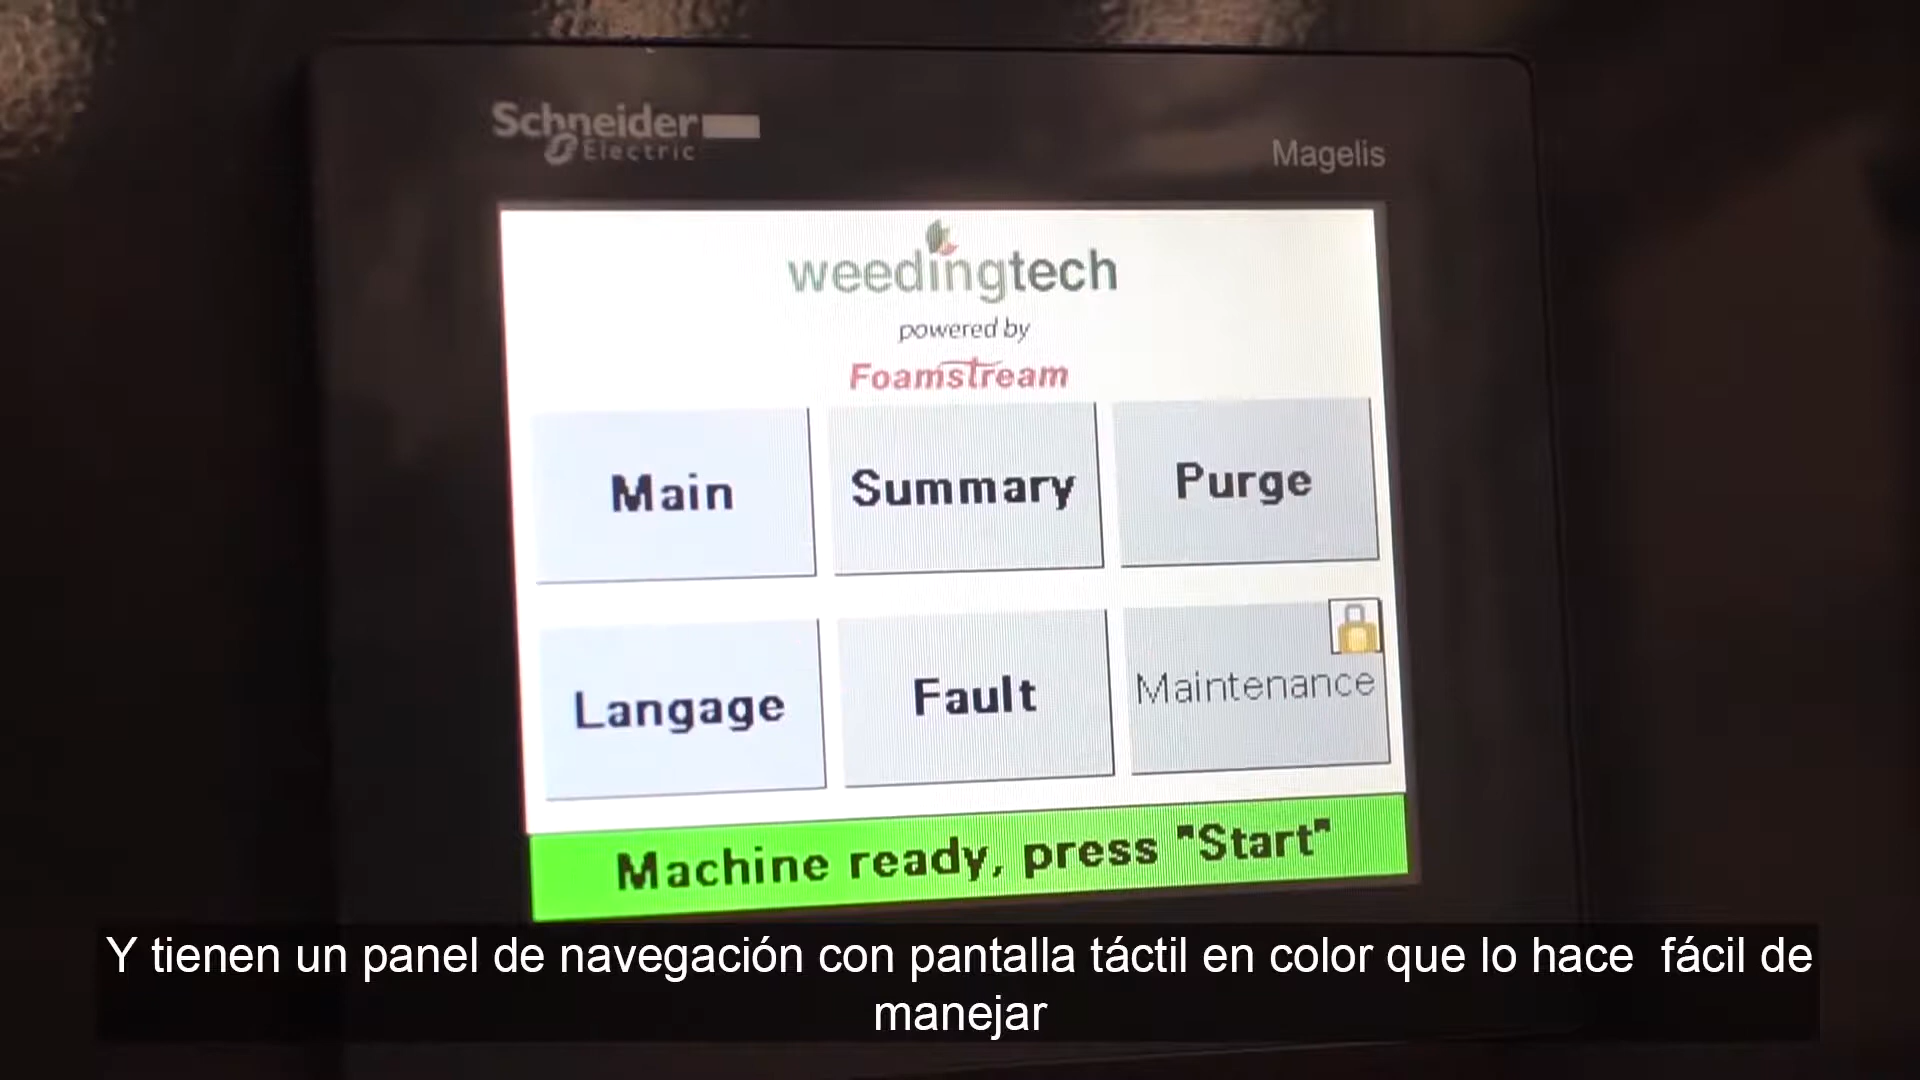 Schneider
Electric
Magelis
weedingtech
powered by
Foamstream
Main
Summary
Purge
Langage
Fault
Maintenance
Machine ready, press "Start"
Y tienen un panel de navegación con pantalla táctil en color que lo hace  fácil de
manejar